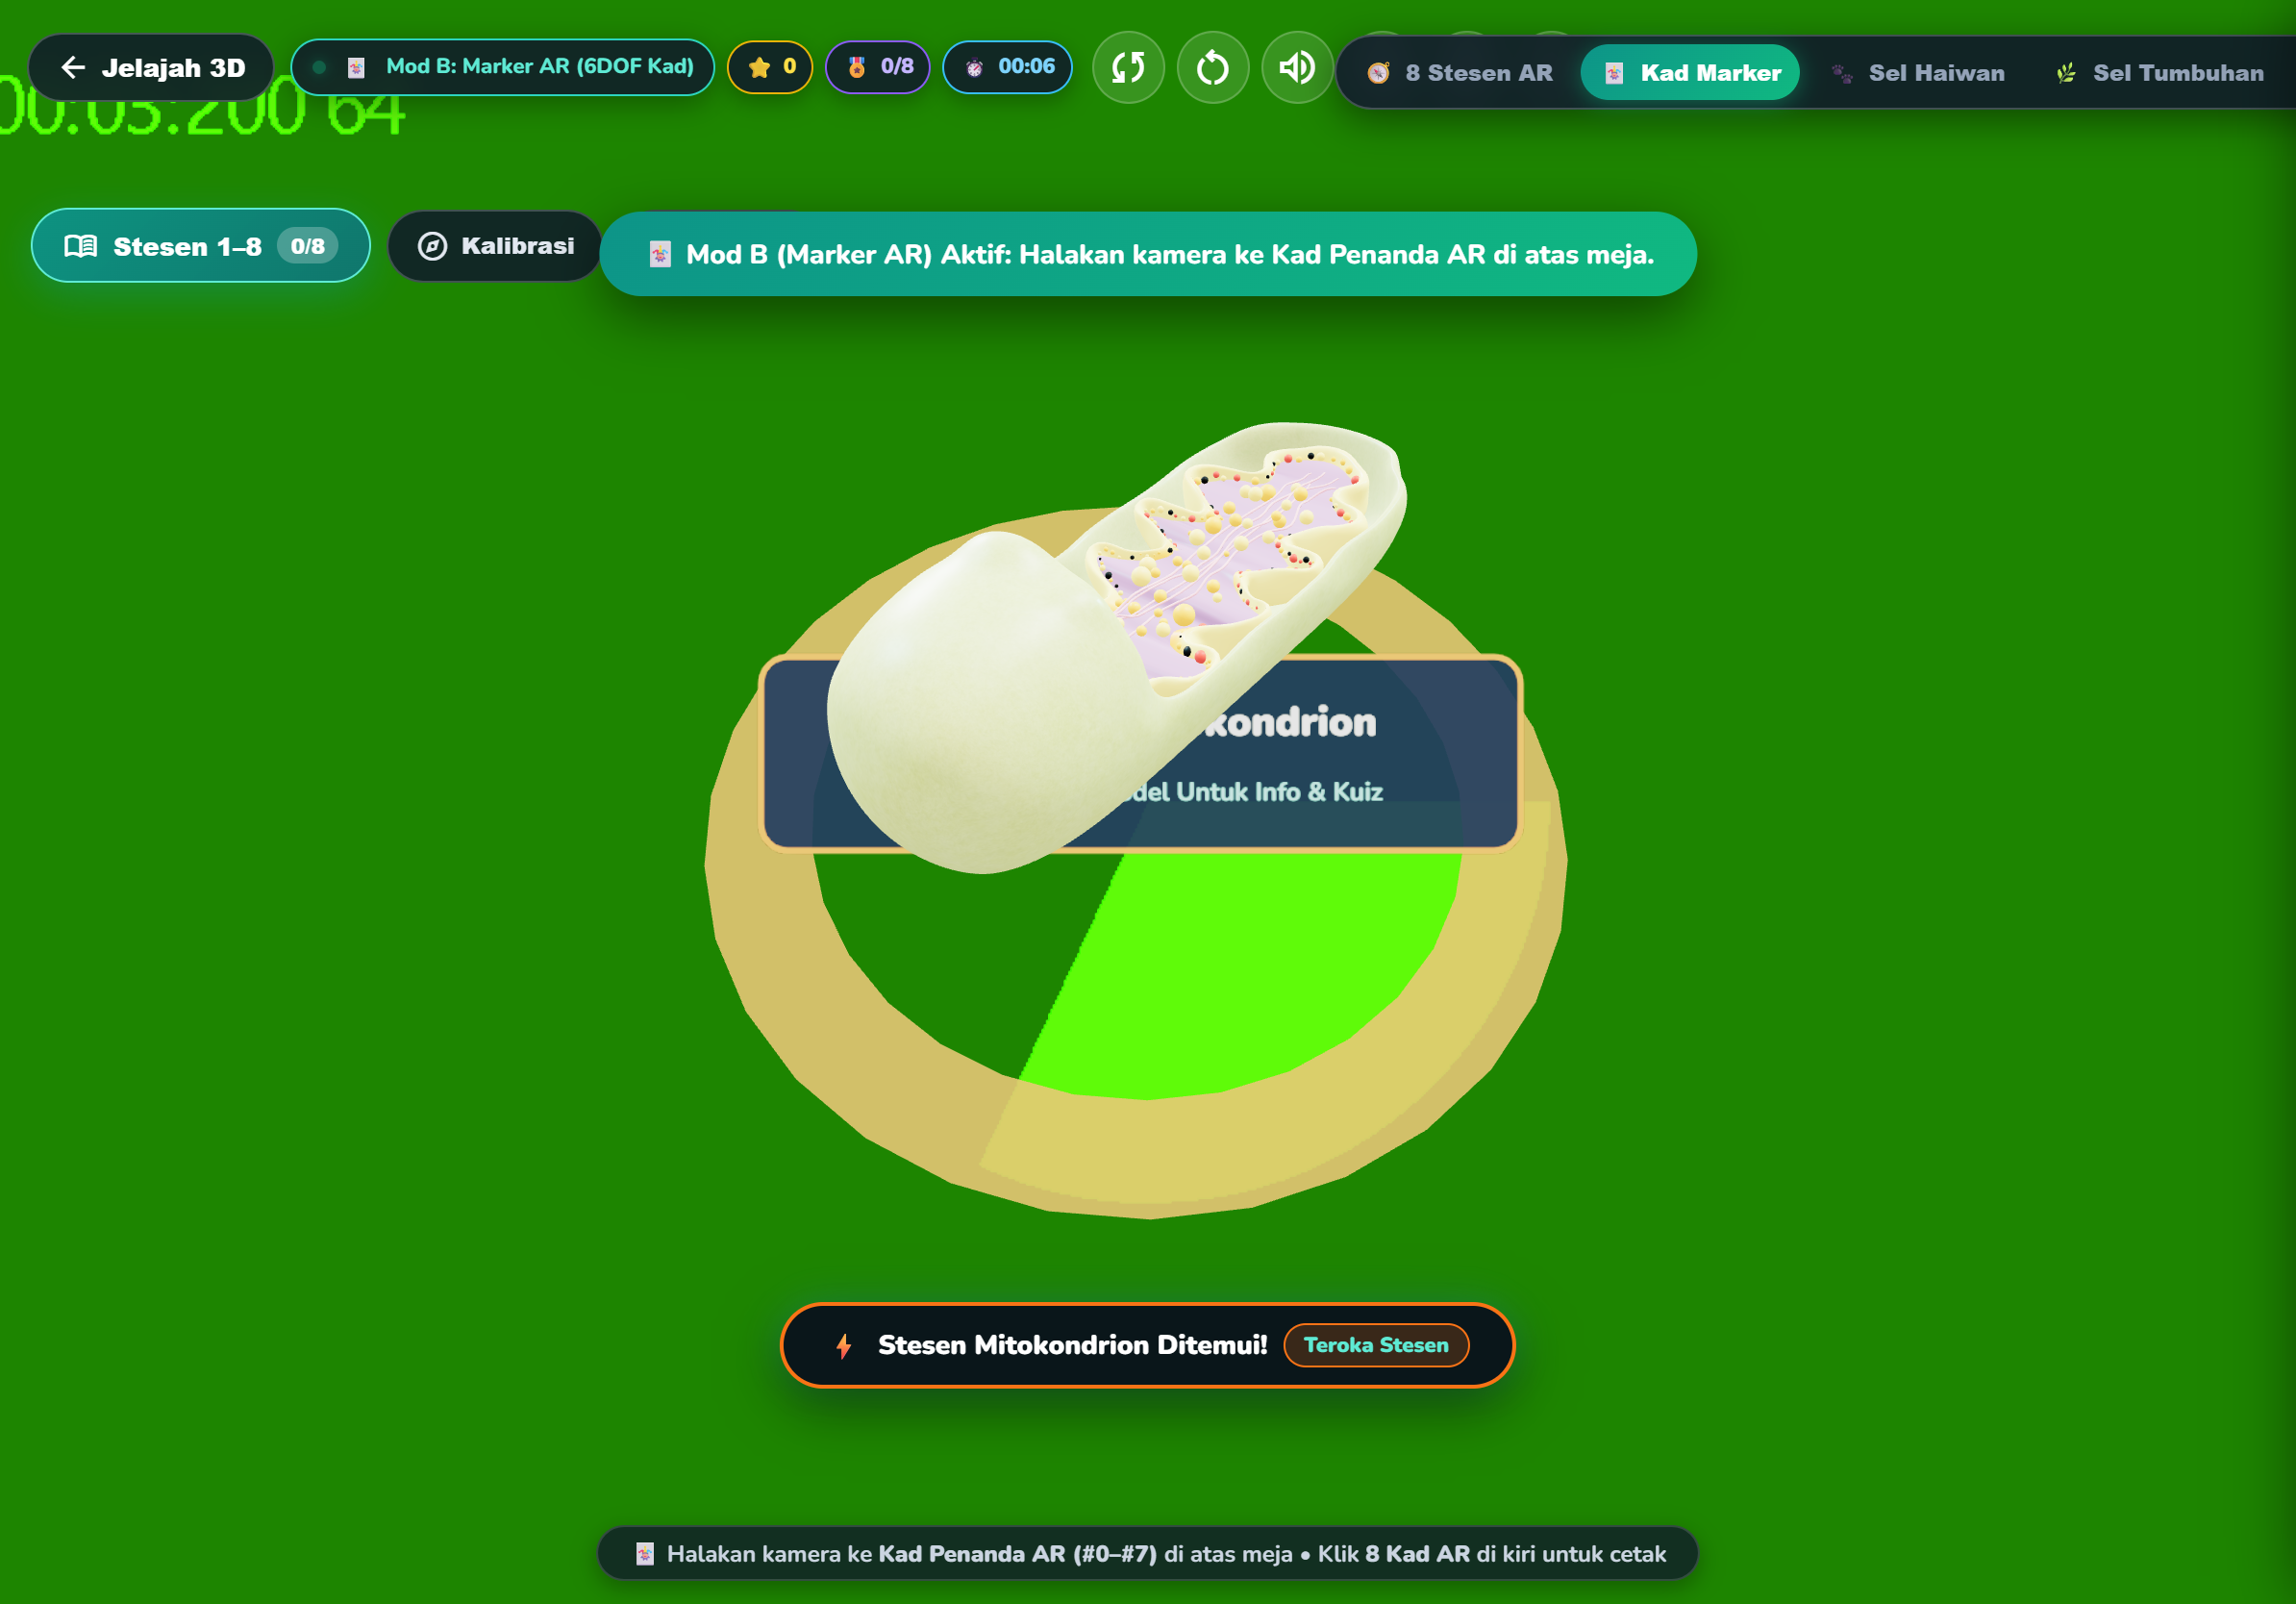 Jelajah 3D
Mod B: Marker AR (6DOF Kad)
0
0/8
00:06
8 Stesen AR
Kad Marker
Sel Haiwan
Sel Tumbuhan
Stesen 1–8 0/8
Kalibrasi
Mod B (Marker AR) Aktif: Halakan kamera ke Kad Penanda AR di atas meja.
Untuk Info & Kuiz
Stesen Mitokondrion Ditemui!
Teroka Stesen
Halakan kamera ke Kad Penanda AR (#0–#7) di atas meja • Klik 8 Kad AR di kiri untuk cetak